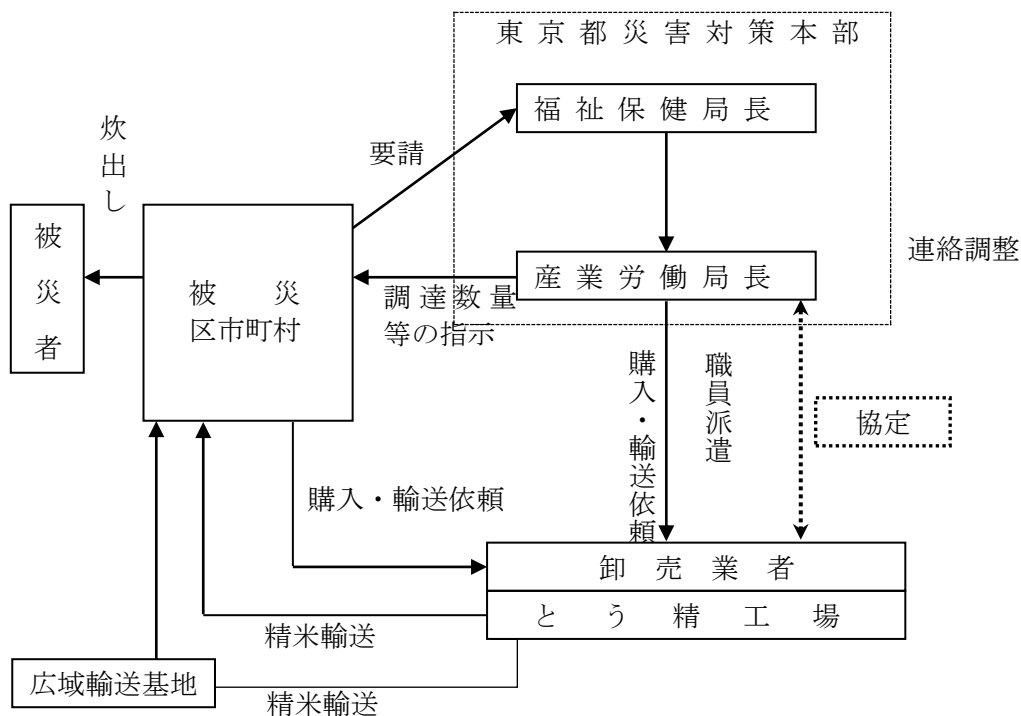 東京都災害対策本部
福祉保健局長
炊出し
要請
被災者
被災
区市町村
産業労働局長
連絡調整
調達数量
等の指示
購入・輸送依頼
職員派遣
協定
購入・輸送依頼
卸売業者
とう精工場
精米輸送
広域輸送基地
精米輸送